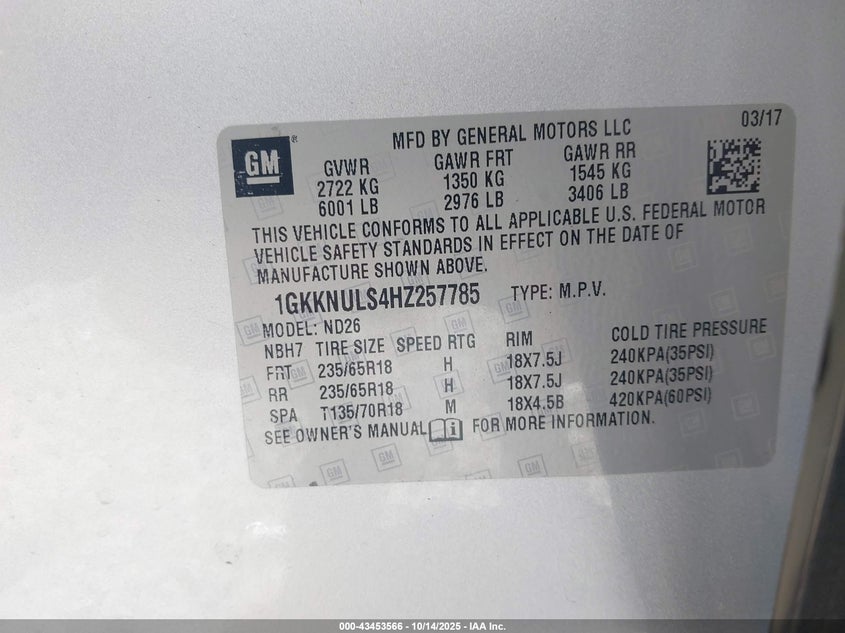 03/17
GM®
MFD BY GENERAL MOTORS LLC
GVWR GAWR FRT GAWR RR
2722 KG 1350 KG 1545 KG
6001 LB 2976 LB 3406 LB
THIS VEHICLE CONFORMS TO ALL APPLICABLE U.S. FEDERAL MOTOR
VEHICLE SAFETY STANDARDS IN EFFECT ON THE DATE OF
MANUFACTURE SHOWN ABOVE.
1GKKNULS4HZ257785 TYPE: M.P.V.
MODEL: ND26
NBH7 TIRE SIZE SPEED RTG RIM COLD TIRE PRESSURE
FRT 235/65R18 H 18X7.5J 240KPA(35PSI)
RR 235/65R18 H 18X7.5J 240KPA(35PSI)
SPA T135/70R18 M 18X4.5B 420KPA(60PSI)
SEE OWNER'S MANUAL i FOR MORE INFORMATION.
000-43453566 - 10/14/2025 - IAA Inc.